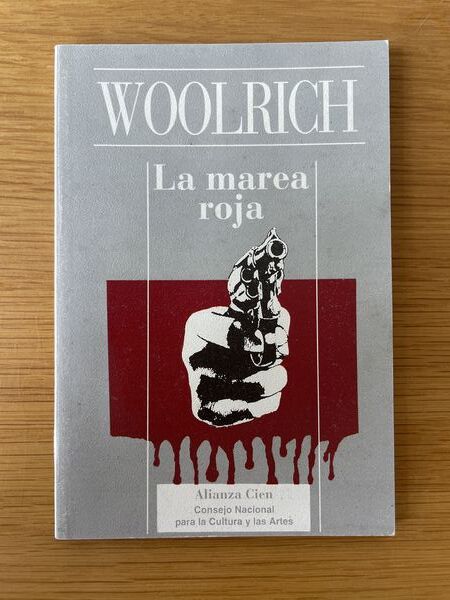 WOOLRICH
La marea
roja
Alianza Cien
Consejo Nacional
para la Cultura y las Artes